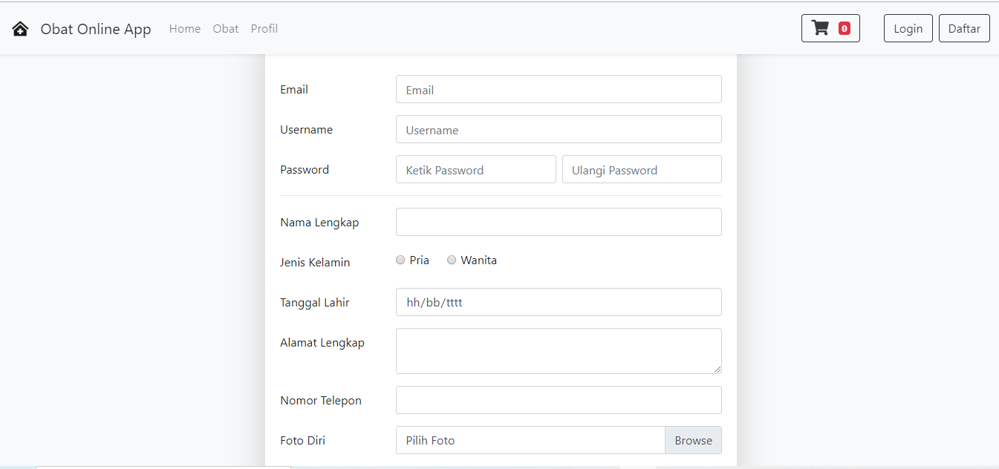 Obat Online App Home Obat Profil 0 Login Daftar
Email Email
Username Username
Password Ketik Password Ulangi Password
Nama Lengkap
Jenis Kelamin Pria Wanita
Tanggal Lahir hh/bb/tttt
Alamat Lengkap
Nomor Telepon
Foto Diri Pilih Foto Browse